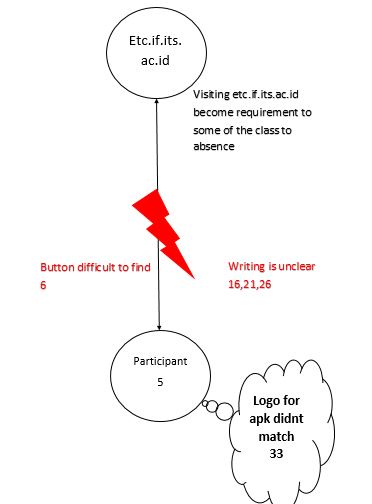 Etc.if.its.
ac.id
Visiting etc.if.its.ac.id
become requirement to
some of the class to
absence
Button difficult to find
6
Writing is unclear
16,21,26
Participant
5
Logo for
apk didnt
match
33